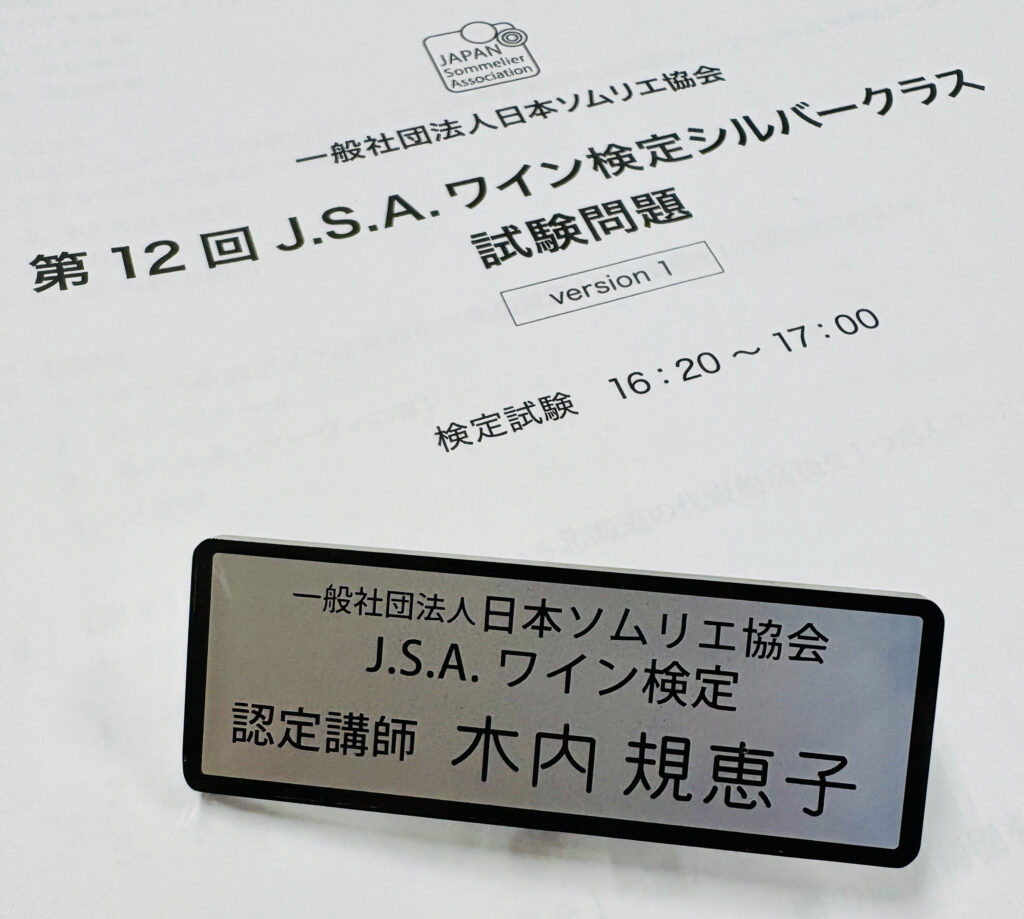 JAPAN
Sommelier
Association
一般社団法人日本ソムリエ協会
第 12 回 J.S.A.ワイン検定シルバークラス
試験問題
version 1
検定試験 16:20 ~ 17:00
一般社団法人日本ソムリエ協会
J.S.A. ワイン検定
認定講師 木内 規恵子